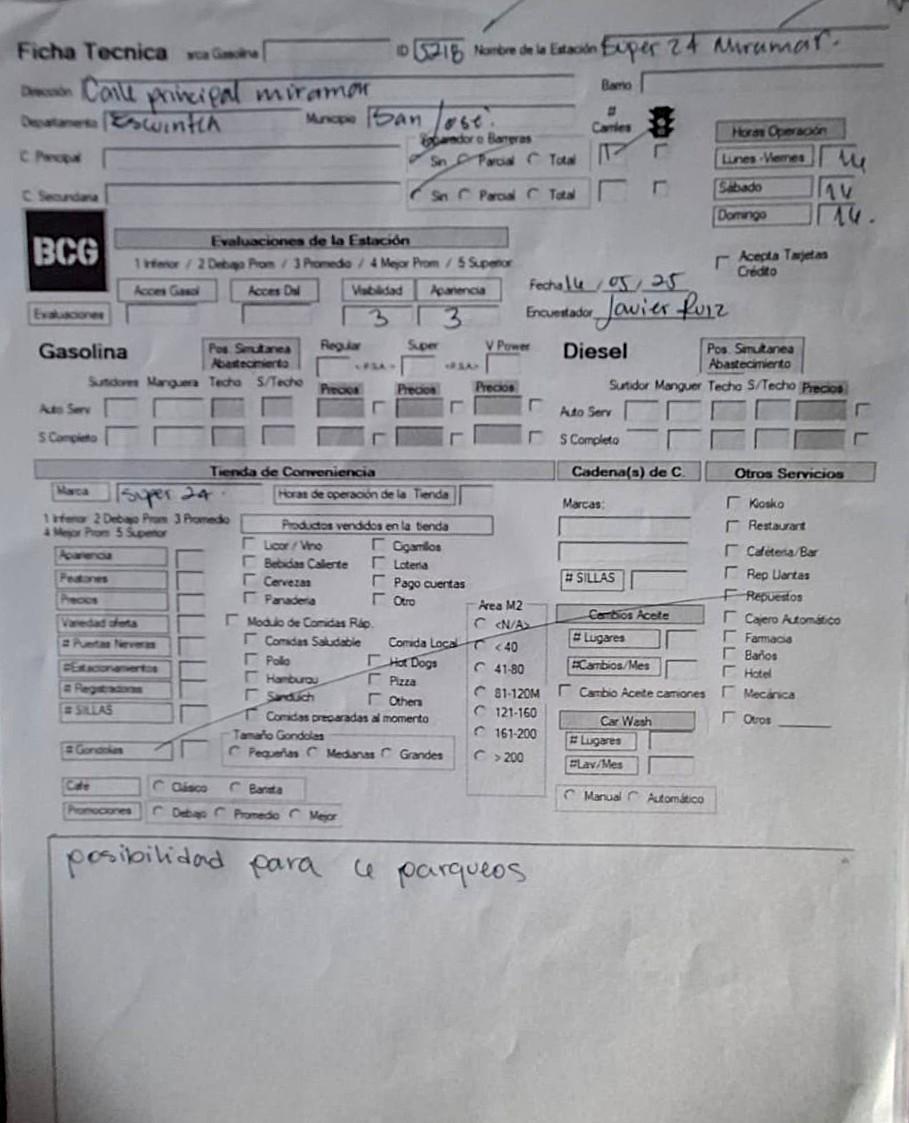 Ficha Tecnica arca Gasolina ID 5218 Nombre de la Estación Super 24 Miramar.
Dirección Calle principal miramar Barrio
Departamento Escuintla Municipio San José.
# Carriles
Separador o Barreras
Horas Operación
C. Principal Sin Parcial Total 1
Lunes -Viernes 14
C. Secundaria Sin Parcial Total
Sábado 14
Domingo 14.
BCG
Evaluaciones de la Estación
1 Inferior / 2 Debajo Prom / 3 Promedio / 4 Mejor Prom / 5 Superior
Acepta Tarjetas Crédito
Acces Gasol Acces Dsl Visibilidad Apariencia
Fecha 14 / 05 / 25
Evaluaciones 3 3
Encuestador Javier Ruiz
Gasolina Pos. Simultanea Abastecimiento Regular Super V Power
Diesel Pos. Simultanea Abastecimiento
Surtidores Manguera Techo S/Techo Precios Precios Precios
Surtidor Manguer Techo S/Techo Precios
Auto Serv Auto Serv
S Completo S Completo
Tienda de Conveniencia Cadena(s) de C. Otros Servicios
Marca Super 24. Horas de operación de la Tienda
1 Inferior 2 Debajo Prom 3 Promedio
4 Mejor Prom 5 Superior
Productos vendidos en la tienda
Apariencia
Peatones
Precios
Variedad oferta
# Puertas Neveras
#Estacionamientos
# Registradoras
# SILLAS
# Gondolas
Licor / Vino Cigarrillos
Bebidas Caliente Loteria
Cervezas Pago cuentas
Panaderia Otro
Modulo de Comidas Ráp.
Comidas Saludable Comida Local
Pollo Hot Dogs
Hamburgu Pizza
Sanduich Others
Comidas preparadas al momento
Tamaño Gondolas
Pequeñas Medianas Grandes
Area M2
<N/A>
< 40
41-80
81-120M
121-160
161-200
> 200
Marcas:
# SILLAS
Cambios Aceite
# Lugares
#Cambios/Mes
Cambio Aceite camiones
Car Wash
# Lugares
#Lav/Mes
Manual Automático
Kiosko
Restaurant
Cafeteria/Bar
Rep Llantas
Repuestos
Cajero Automático
Farmacia
Baños
Hotel
Mecánica
Otros
Café Clásico Barista
Promociones Debajo Promedio Mejor
posibilidad para 4 parqueos